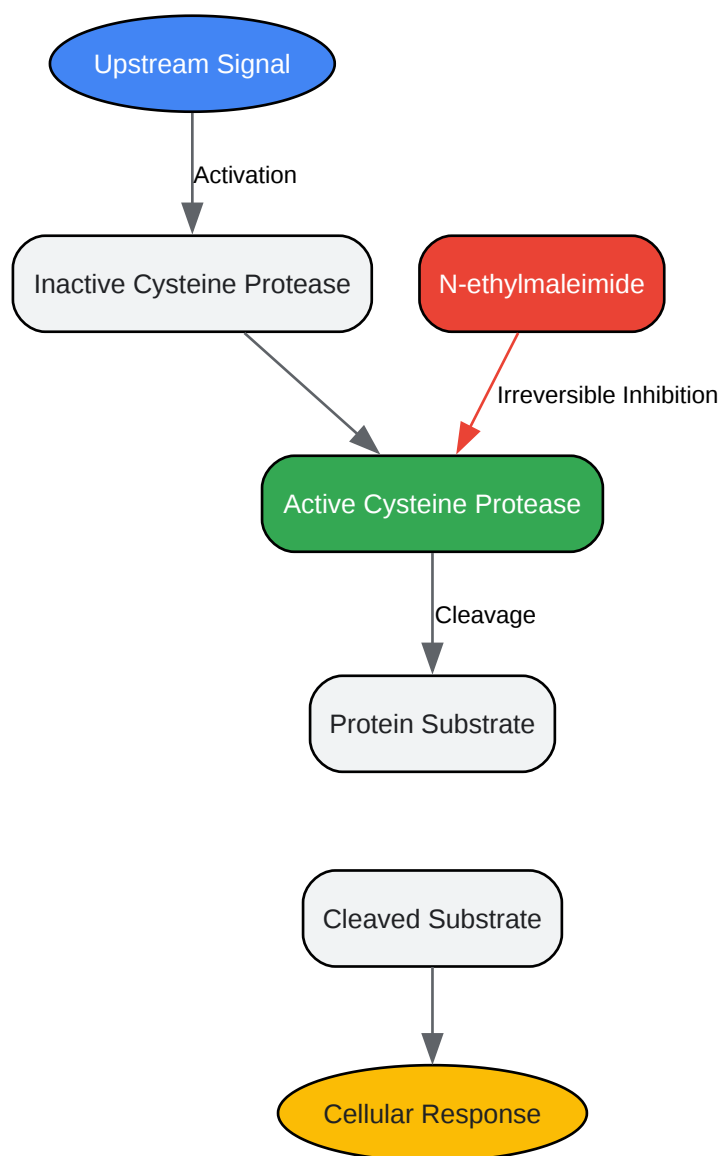 Upstream Signal
Activation
Inactive Cysteine Protease
N-ethylmaleimide
Irreversible Inhibition
Active Cysteine Protease
Cleavage
Protein Substrate
Cleaved Substrate
Cellular Response